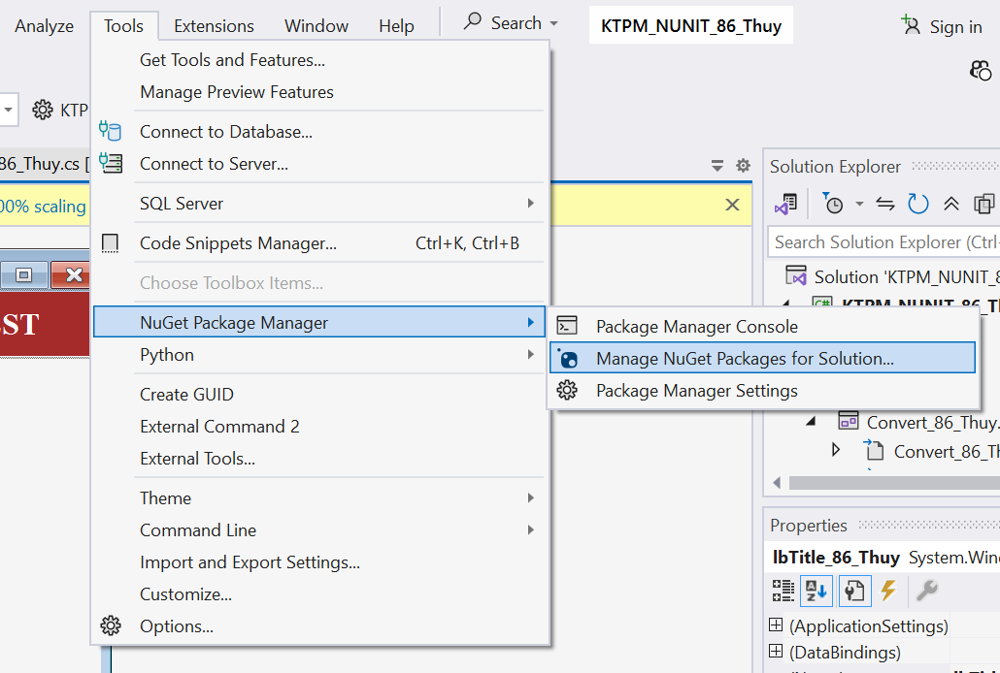 Analyze Tools Extensions Window Help Search KTPM_NUNIT_86_Thuy Sign in
Get Tools and Features...
Manage Preview Features
KTP
Connect to Database...
86_Thuy.cs [
Connect to Server...
00% scaling
SQL Server
Code Snippets Manager... Ctrl+K, Ctrl+B
Choose Toolbox Items...
ST
NuGet Package Manager
Python
Create GUID
External Command 2
External Tools...
Theme
Command Line
Import and Export Settings...
Customize...
Options...
Package Manager Console
Manage NuGet Packages for Solution...
Package Manager Settings
Solution Explorer
Search Solution Explorer (Ctrl+
Solution 'KTPM_NUNIT_8
C# KTPM_NUNIT_86_Th
Convert_86_Thuy.
Convert_86_Th
Properties
lbTitle_86_Thuy System.Wind
A
Z
(ApplicationSettings)
(DataBindings)